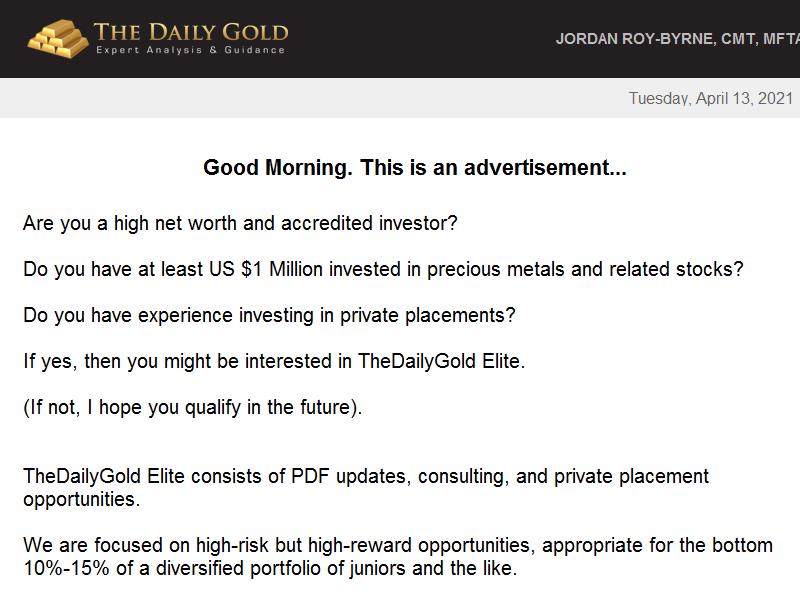 THE DAILY GOLD
Expert Analysis & Guidance
JORDAN ROY-BYRNE, CMT, MFTA
Tuesday, April 13, 2021
Good Morning. This is an advertisement...
Are you a high net worth and accredited investor?
Do you have at least US $1 Million invested in precious metals and related stocks?
Do you have experience investing in private placements?
If yes, then you might be interested in TheDailyGold Elite.
(If not, I hope you qualify in the future).
TheDailyGold Elite consists of PDF updates, consulting, and private placement
opportunities.
We are focused on high-risk but high-reward opportunities, appropriate for the bottom
10%-15% of a diversified portfolio of juniors and the like.